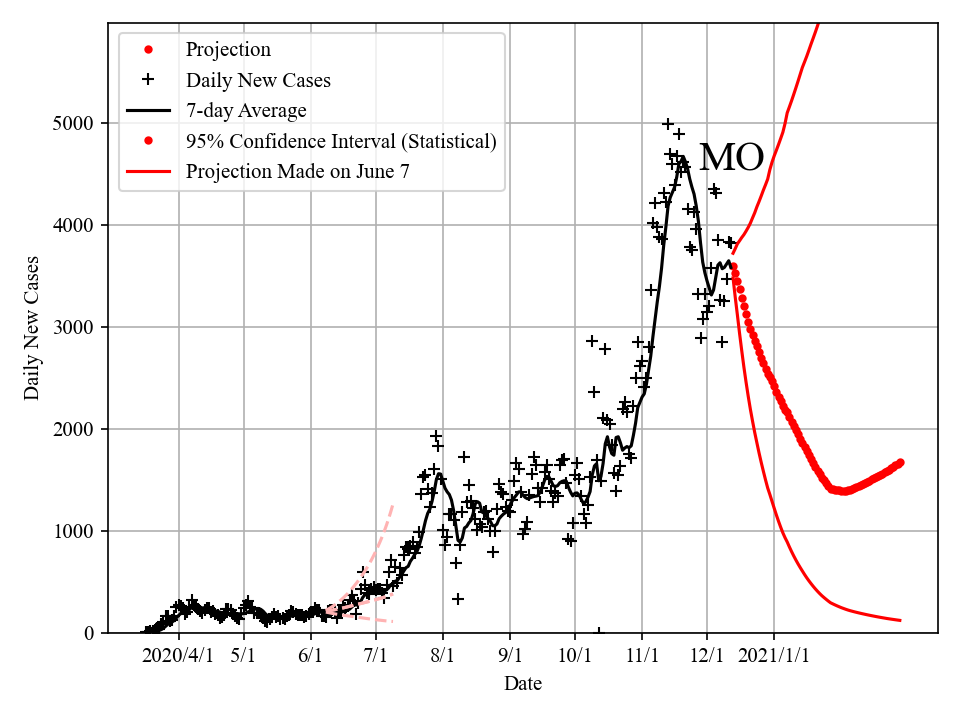 Projection
Daily New Cases
7-day Average
95% Confidence Interval (Statistical)
Projection Made on June 7
MO
5000
4000
3000
2000
1000
0
Daily New Cases
2020/4/1 5/1 6/1 7/1 8/1 9/1 10/1 11/1 12/1 2021/1/1
Date